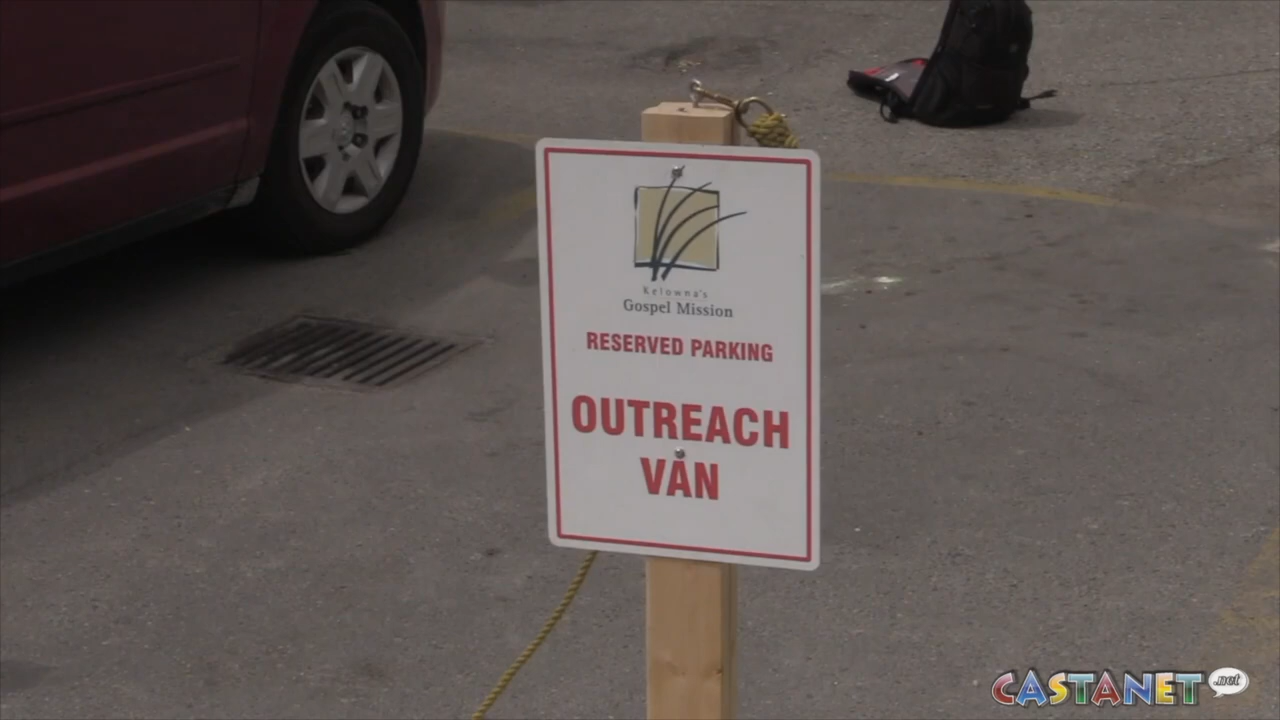 Kelowna's
Gospel Mission
RESERVED PARKING
OUTREACH
VAN
CASTANET.net